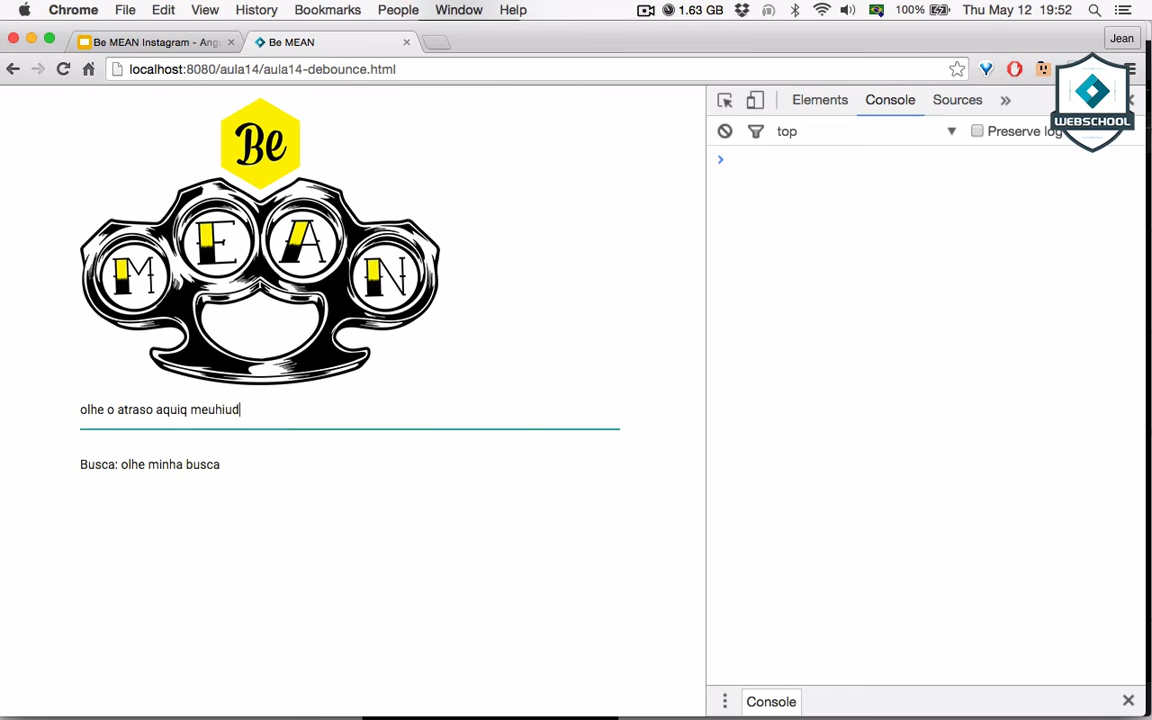 Chrome File Edit View History Bookmarks People Window Help 1.63 GB 100% Thu May 12 19:52
Be MEAN Instagram - Ang Be MEAN Jean
localhost:8080/aula14/aula14-debounce.html
Elements Console Sources
WEBSCHOOL
top Preserve log
Be
M E A N
olhe o atraso aquiq meuhiud
Busca: olhe minha busca
Console